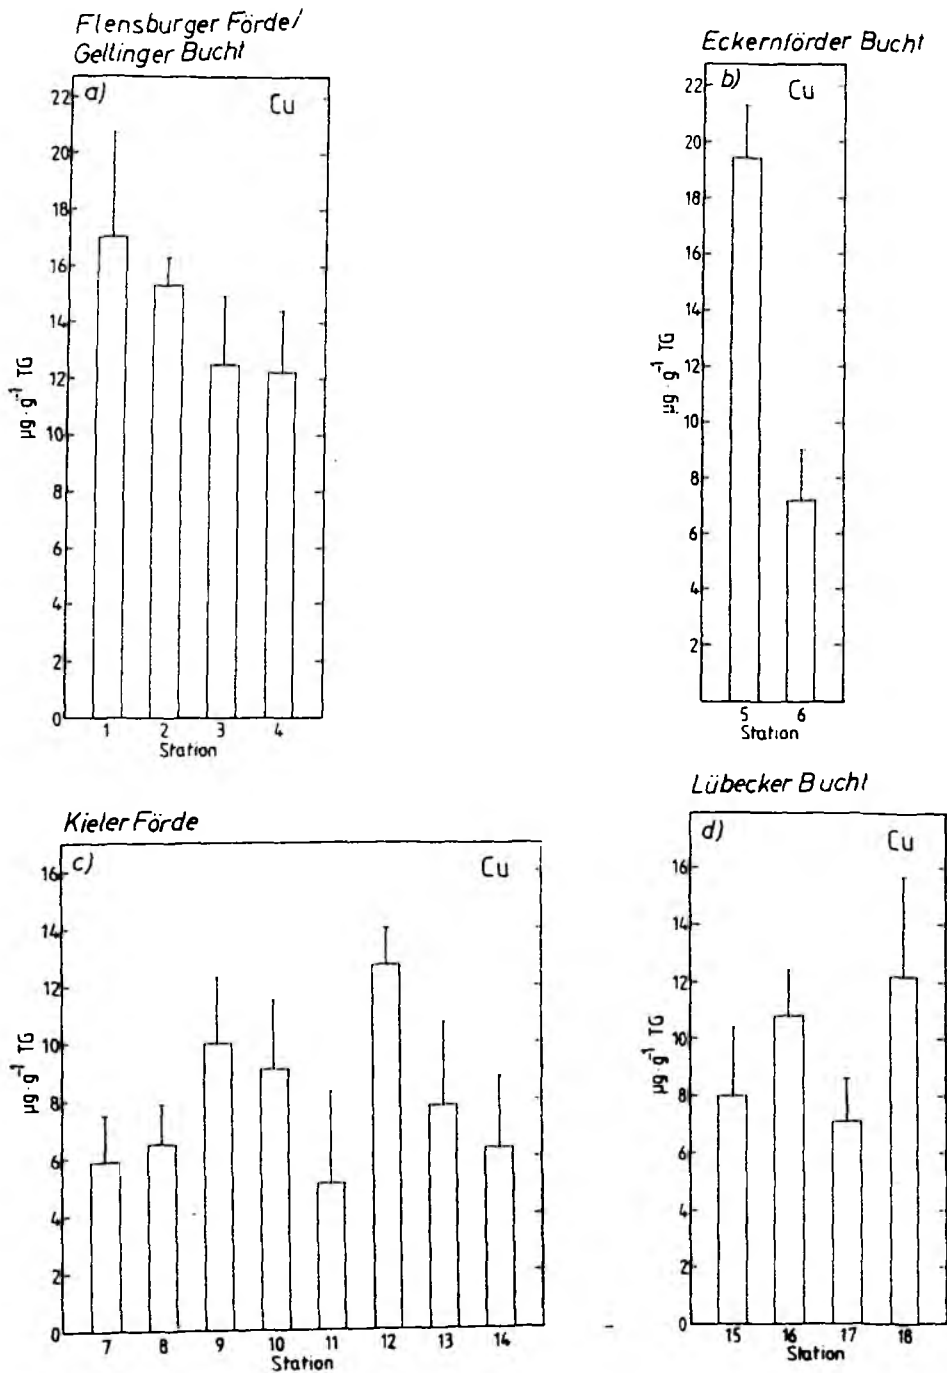 Flensburger Förde/
Geltinger Bucht
a)
Cu
22
20
18
16
14
12
10
8
6
4
2
0
µg·g⁻¹ TG
1 2 3 4
Station
Eckernförder Bucht
b)
Cu
22
20
18
16
14
12
10
8
6
4
2
µg·g⁻¹ TG
5 6
Station
Kieler Förde
c)
Cu
16
14
12
10
8
6
4
2
0
µg·g⁻¹ TG
7 8 9 10 11 12 13 14
Station
Lübecker Bucht
d)
Cu
16
14
12
10
8
6
4
2
0
µg·g⁻¹ TG
15 16 17 18
Station